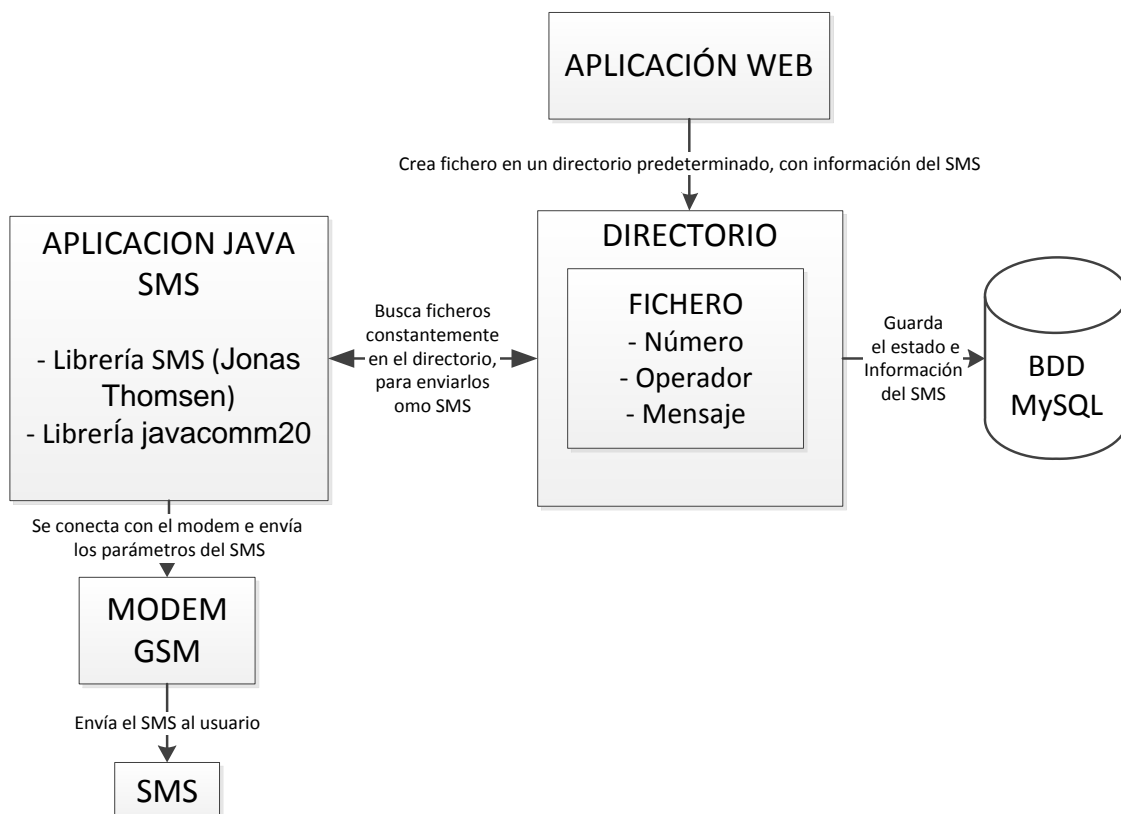 APLICACIÓN WEB
Crea fichero en un directorio predeterminado, con información del SMS
APLICACION JAVA
SMS
- Librería SMS (Jonas
Thomsen)
- Librería javacomm20
Busca ficheros
constantemente
en el directorio,
para enviarlos
omo SMS
DIRECTORIO
FICHERO
- Número
- Operador
- Mensaje
Guarda
el estado e
Información
del SMS
BDD
MySQL
Se conecta con el modem e envía
los parámetros del SMS
MODEM
GSM
Envía el SMS al usuario
SMS